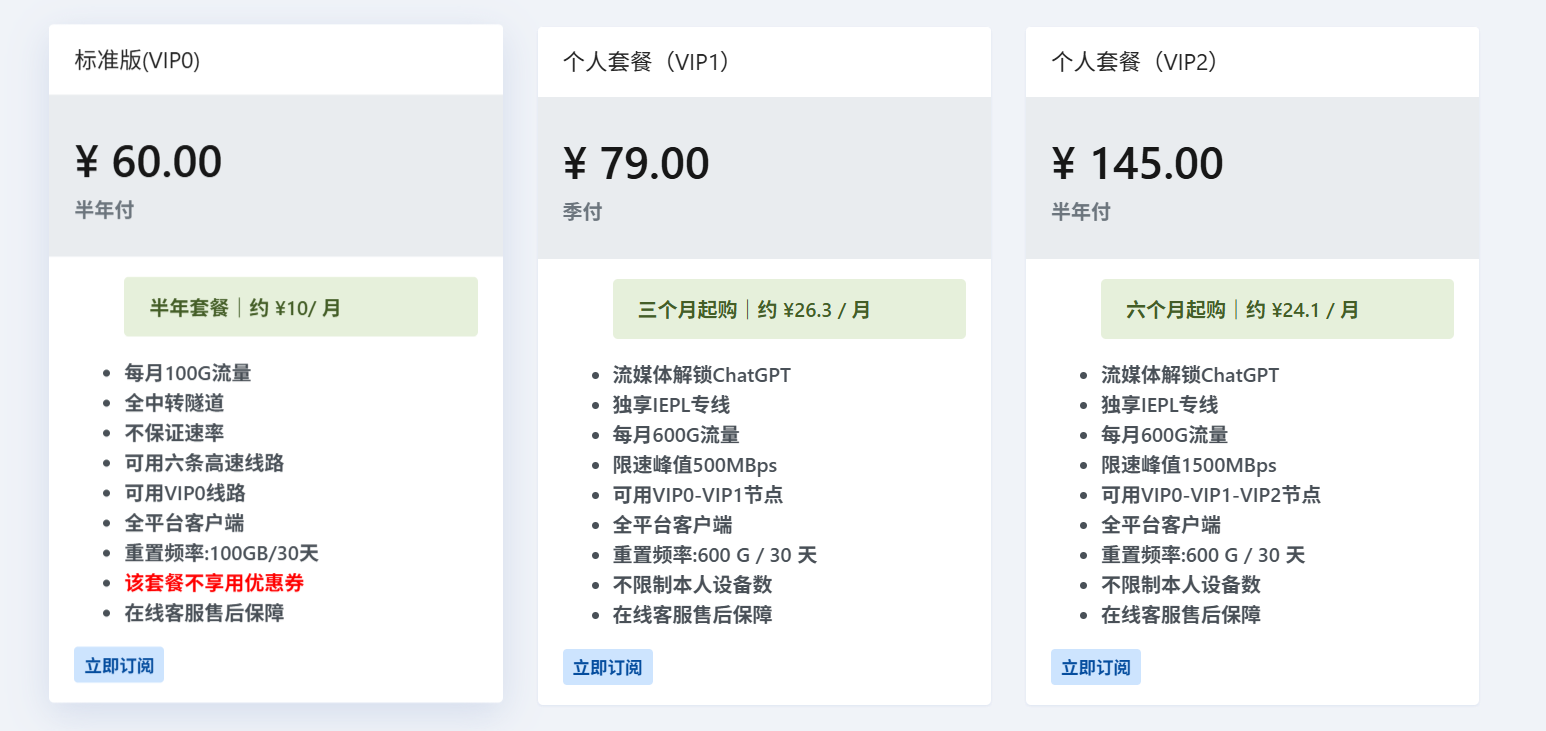 标准版(VIP0)
¥ 60.00
半年付
半年套餐｜约 ¥10/ 月
每月100G流量
全中转隧道
不保证速率
可用六条高速线路
可用VIP0线路
全平台客户端
重置频率:100GB/30天
该套餐不享用优惠券
在线客服售后保障
立即订阅
个人套餐（VIP1）
¥ 79.00
季付
三个月起购｜约 ¥26.3 / 月
流媒体解锁ChatGPT
独享IEPL专线
每月600G流量
限速峰值500MBps
可用VIP0-VIP1节点
全平台客户端
重置频率:600 G / 30 天
不限制本人设备数
在线客服售后保障
立即订阅
个人套餐（VIP2）
¥ 145.00
半年付
六个月起购｜约 ¥24.1 / 月
流媒体解锁ChatGPT
独享IEPL专线
每月600G流量
限速峰值1500MBps
可用VIP0-VIP1-VIP2节点
全平台客户端
重置频率:600 G / 30 天
不限制本人设备数
在线客服售后保障
立即订阅